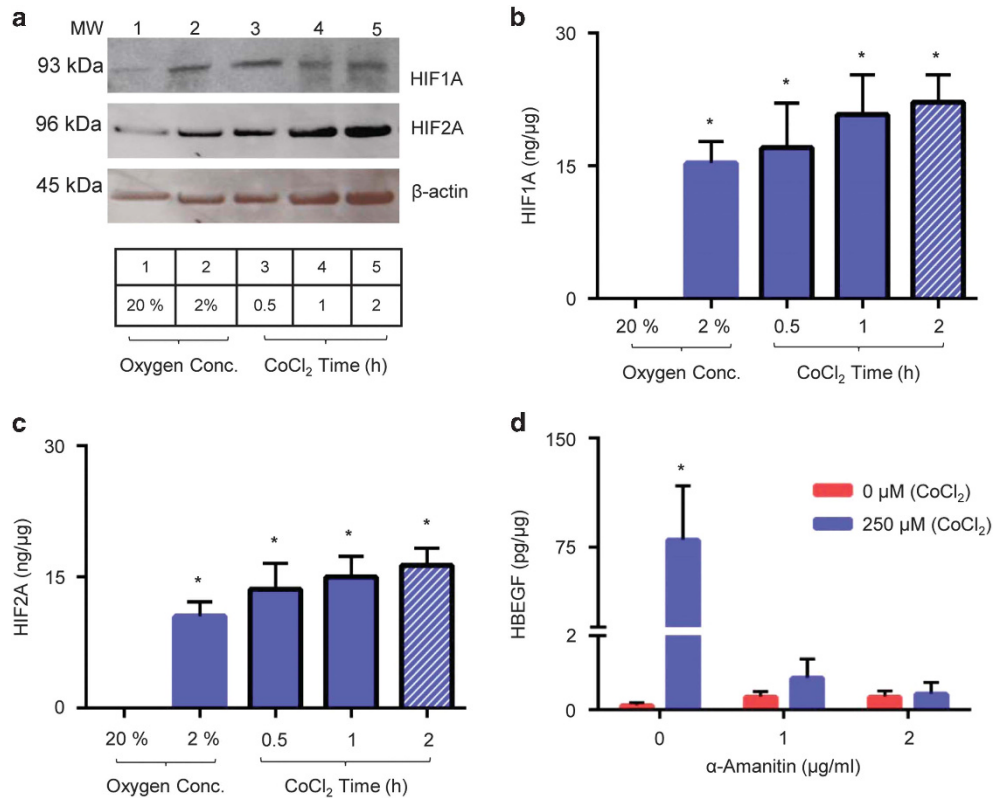 a
MW 1 2 3 4 5
93 kDa HIF1A
96 kDa HIF2A
45 kDa β-actin
1 2 3 4 5
20 % 2% 0.5 1 2
Oxygen Conc. CoCl₂ Time (h)
b
HIF1A (ng/µg)
30
15
0
* * * *
20 % 2 % 0.5 1 2
Oxygen Conc. CoCl₂ Time (h)
c
HIF2A (ng/µg)
30
15
0
* * * *
20 % 2 % 0.5 1 2
Oxygen Conc. CoCl₂ Time (h)
d
HBEGF (pg/µg)
150
75
2
0
*
0 µM (CoCl₂)
250 µM (CoCl₂)
0 1 2
α-Amanitin (µg/ml)